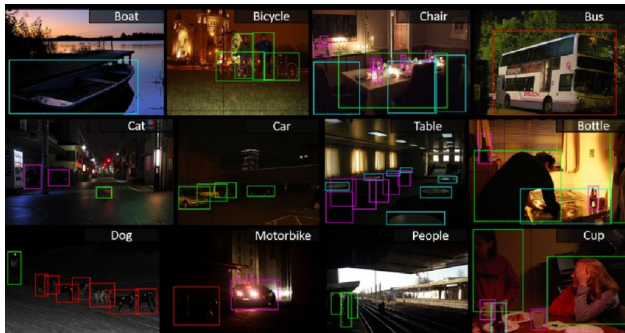 Boat
Bicycle
Chair
Bus
Cat
Car
Table
Bottle
Dog
Motorbike
People
Cup